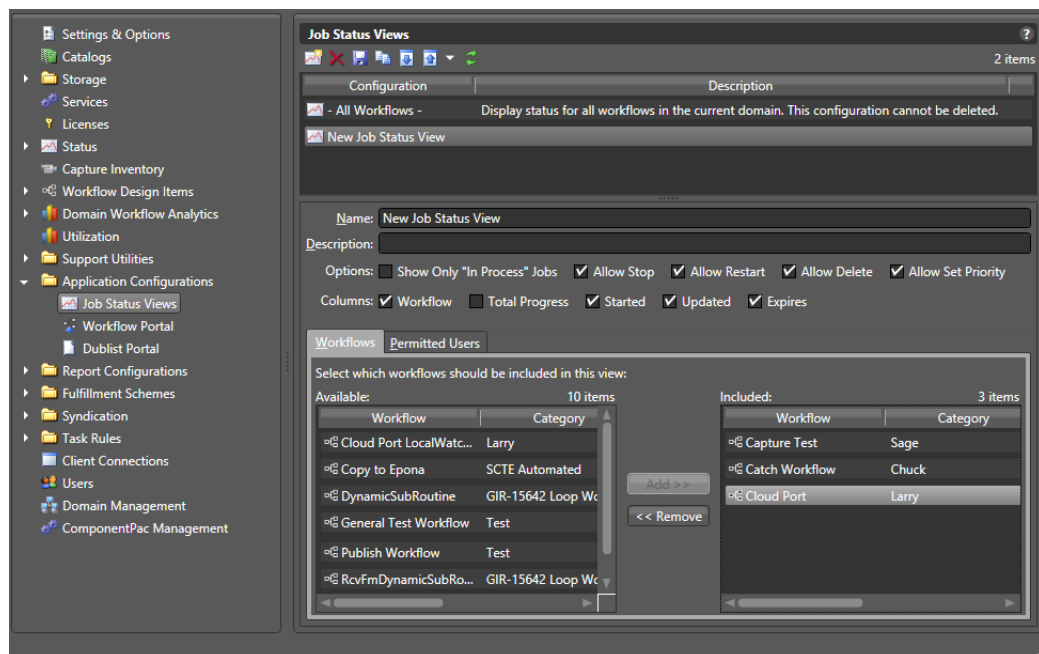 Settings & Options
Catalogs
Storage
Services
Licenses
Status
Capture Inventory
Workflow Design Items
Domain Workflow Analytics
Utilization
Support Utilities
Application Configurations
Job Status Views
Workflow Portal
Dublist Portal
Report Configurations
Fulfillment Schemes
Syndication
Task Rules
Client Connections
Users
Domain Management
ComponentPac Management
Job Status Views ?
2 items
Configuration Description
- All Workflows - Display status for all workflows in the current domain. This configuration cannot be deleted.
New Job Status View
Name: New Job Status View
Description:
Options: Show Only "In Process" Jobs Allow Stop Allow Restart Allow Delete Allow Set Priority
Columns: Workflow Total Progress Started Updated Expires
Workflows Permitted Users
Select which workflows should be included in this view:
Available: 10 items
Workflow Category
Cloud Port LocalWatc... Larry
Copy to Epona SCTE Automated
DynamicSubRoutine GIR-15642 Loop Wo
General Test Workflow Test
Publish Workflow Test
RcvFmDynamicSubRo... GIR-15642 Loop Wo
Add >>
<< Remove
Included: 3 items
Workflow Category
Capture Test Sage
Catch Workflow Chuck
Cloud Port Larry